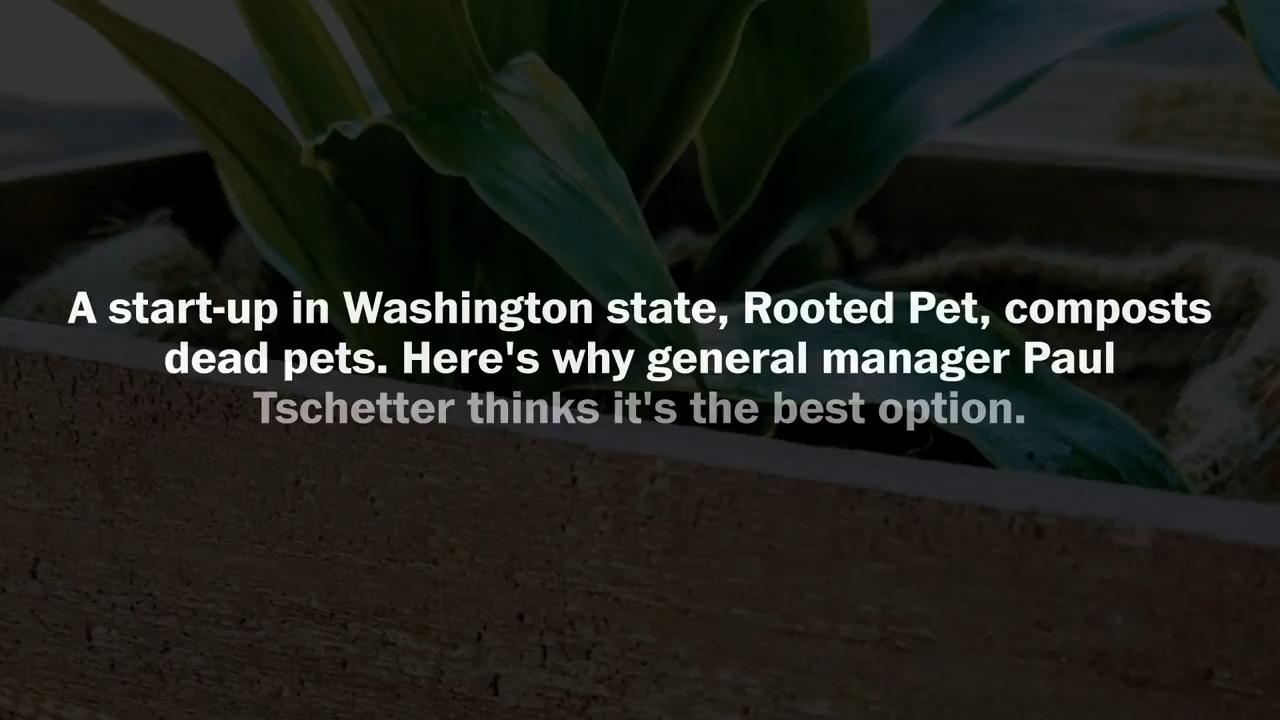 A start-up in Washington state, Rooted Pet, composts
dead pets. Here's why general manager Paul
Tschetter thinks it's the best option.